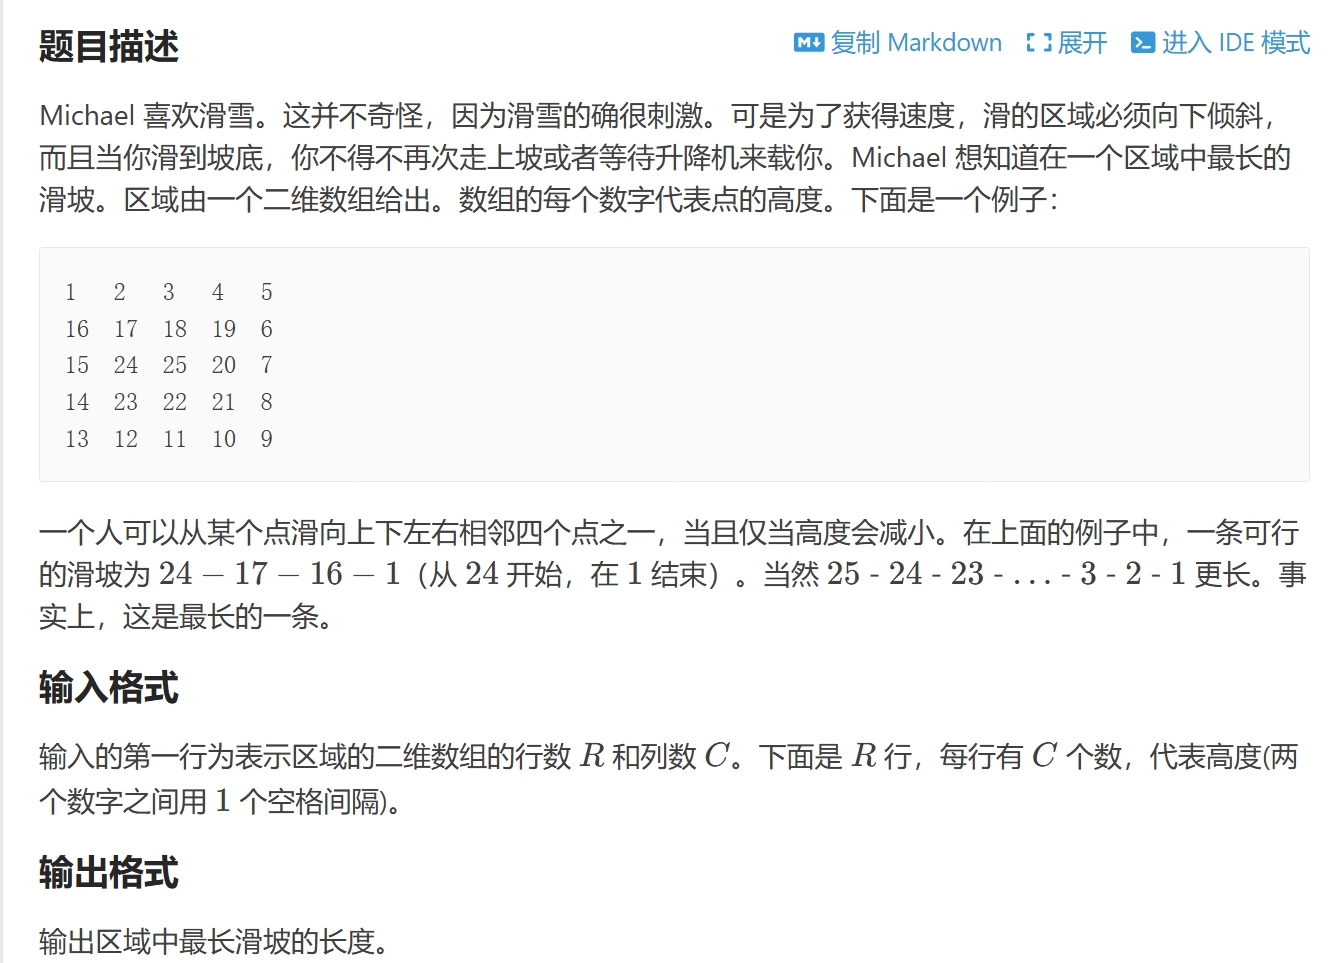 题目描述
复制 Markdown 展开 进入 IDE 模式
Michael 喜欢滑雪。这并不奇怪，因为滑雪的确很刺激。可是为了获得速度，滑的区域必须向下倾斜，
而且当你滑到坡底，你不得不再次走上坡或者等待升降机来载你。Michael 想知道在一个区域中最长的
滑坡。区域由一个二维数组给出。数组的每个数字代表点的高度。下面是一个例子：
1 2 3 4 5
16 17 18 19 6
15 24 25 20 7
14 23 22 21 8
13 12 11 10 9
一个人可以从某个点滑向上下左右相邻四个点之一，当且仅当高度会减小。在上面的例子中，一条可行
的滑坡为 24 − 17 − 16 − 1（从 24 开始，在 1 结束）。当然 25 - 24 - 23 - … - 3 - 2 - 1 更长。事
实上，这是最长的一条。
输入格式
输入的第一行为表示区域的二维数组的行数 R 和列数 C。下面是 R 行，每行有 C 个数，代表高度(两
个数字之间用 1 个空格间隔)。
输出格式
输出区域中最长滑坡的长度。